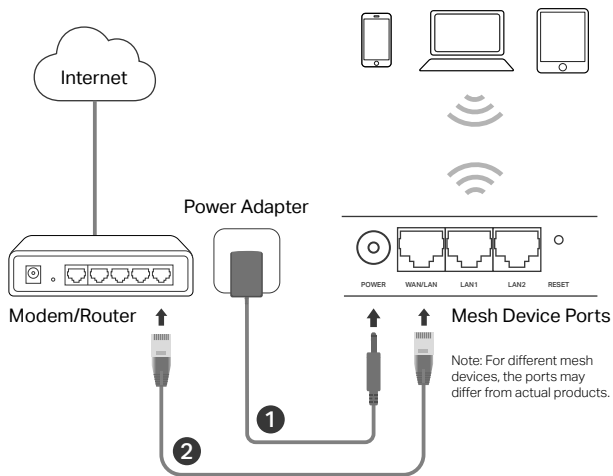 Internet
Power Adapter
POWER WAN/LAN LAN1 LAN2 RESET
Modem/Router
Mesh Device Ports
Note: For different mesh
devices, the ports may
differ from actual products.
1
2